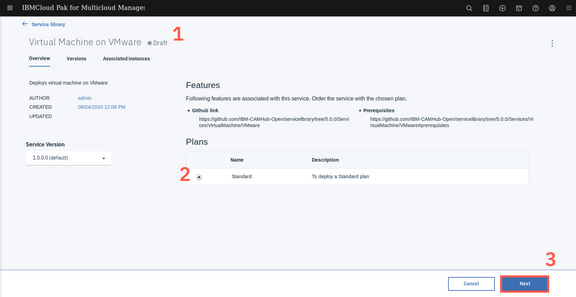 IBMCloud Pak for Multicloud Manage
Service library
Virtual Machine on VMware
Draft
1
Overview
Versions
Associated instances
Deploys virtual machine on VMware
AUTHOR
admin
CREATED
09/24/2020 12:08 PM
UPDATED
Service Version
1.0.0.0 (default)
Features
Following features are associated with this service. Order the service with the chosen plan.
Github link
https://github.com/IBM-CAMHub-Open/servicelibrary/tree/5.0.0/Servi
ces/VirtualMachine/VMware
Prerequisites
https://github.com/IBM-CAMHub-Open/servicelibrary/tree/5.0.0/Services/Vi
rtualMachine/VMware#prerequisites
Plans
Name
Description
2
Standard
To deploy a Standard plan
3
Cancel
Next